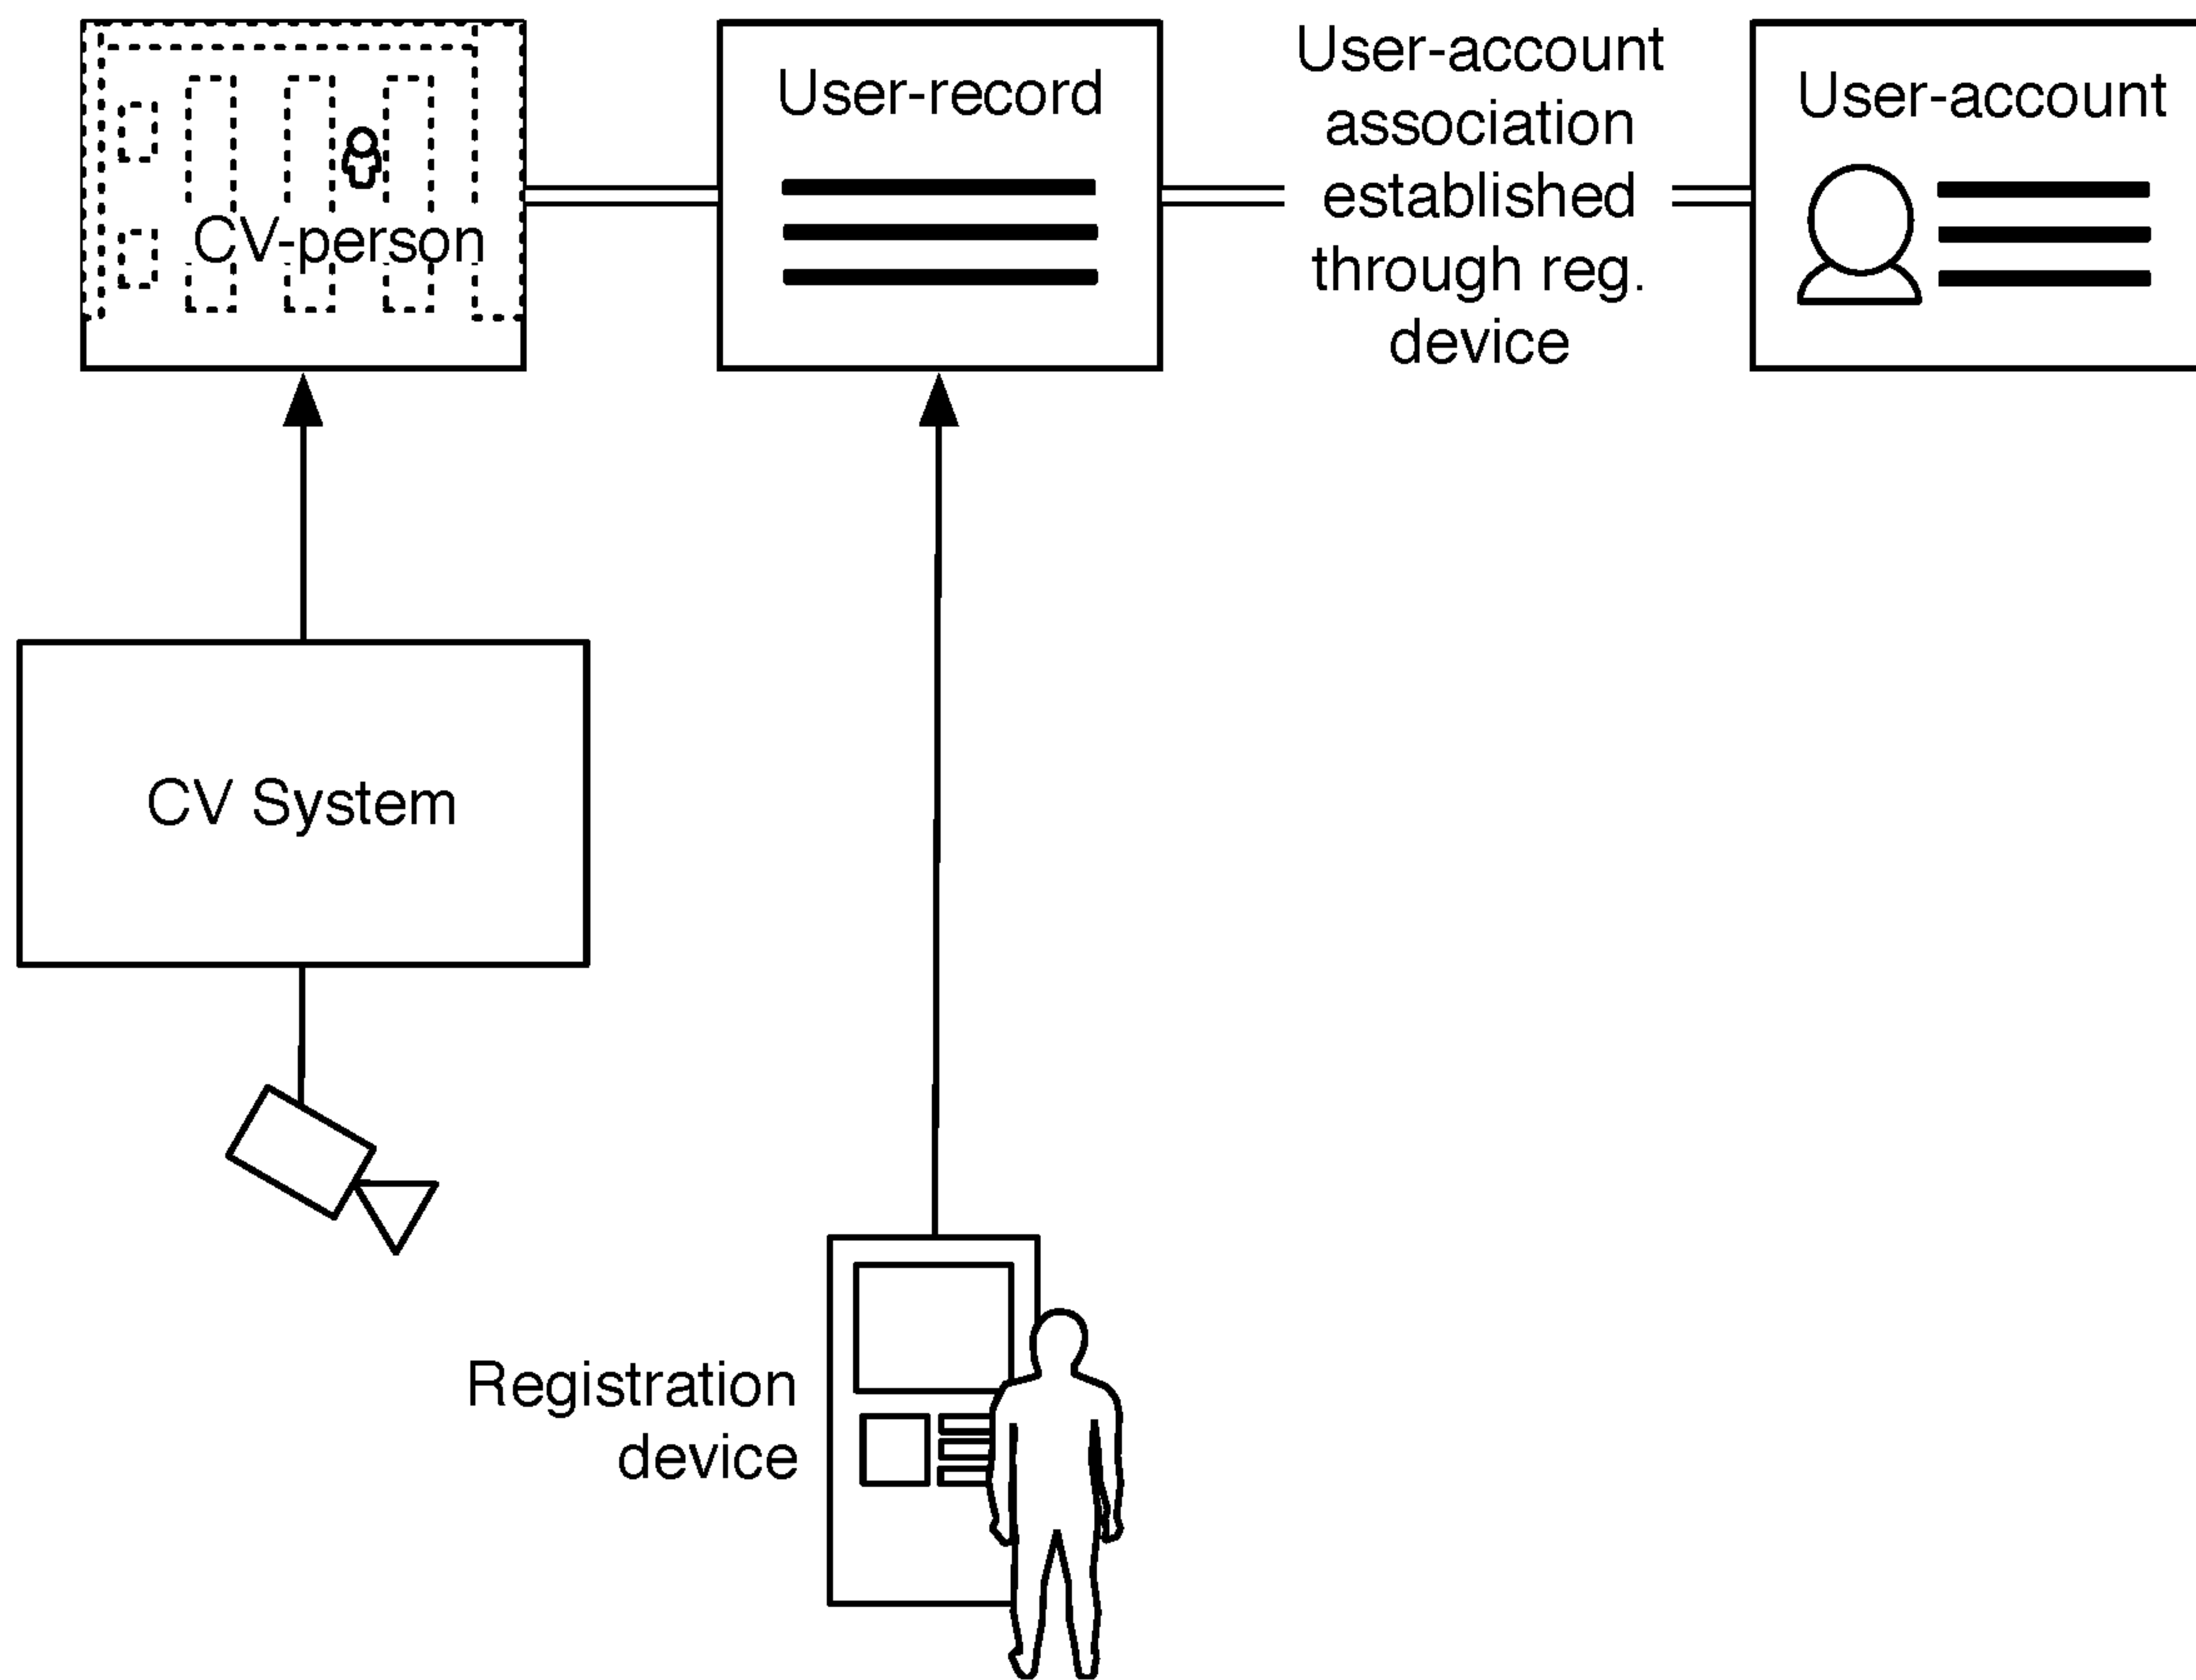 CV-person
User-record
User-account
association
established
through reg.
device
User-account
CV System
Registration
device